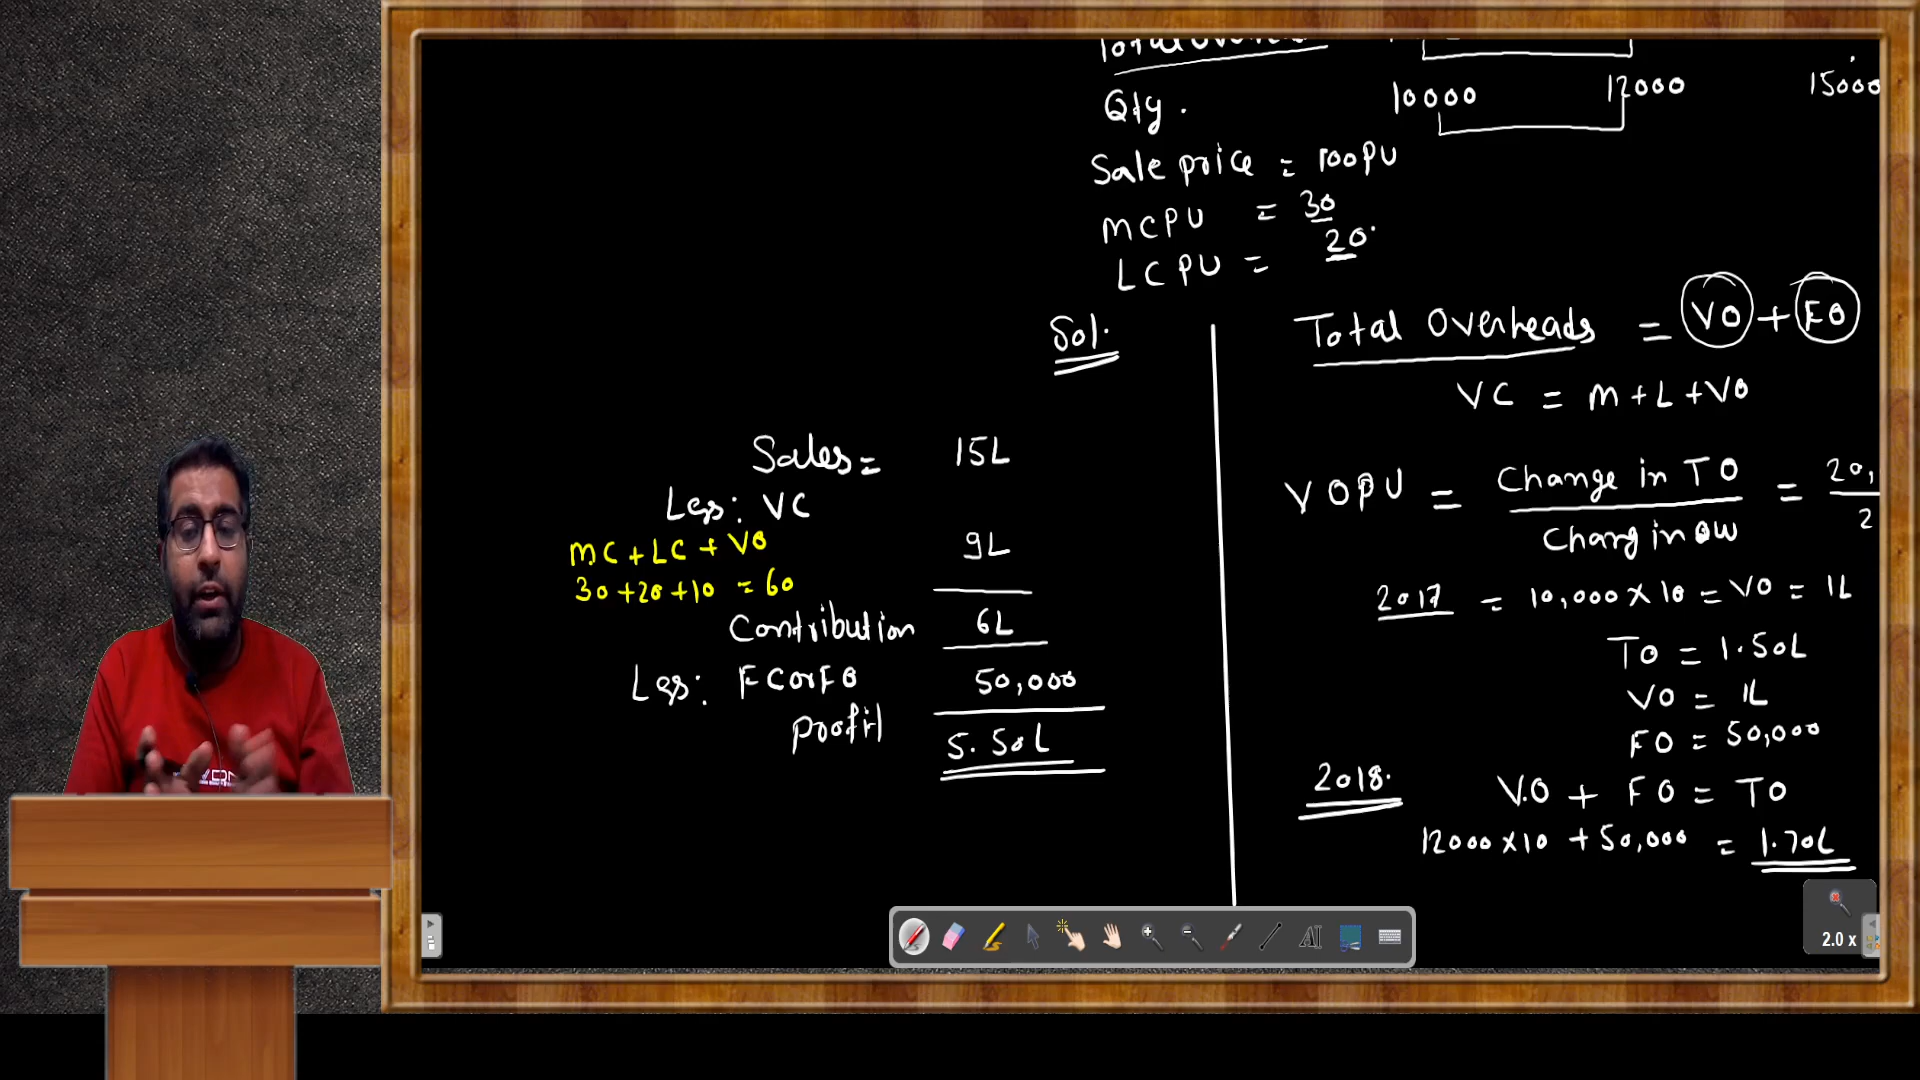 Total
Qty. 10000 12000 15000
Sale price = 100PU
MCPU = 30
LCPU = 20.
Sol.
Sales = 15L
Less: VC
MC + LC + VO 9L
30 + 20 + 10 = 60
Contribution 6L
Less: FC or FO 50,000
Profit 5.50L
Total Overheads = VO + FO
VC = M + L + VO
VOPU = Change in TO / Chang in OW = 20, / 2
2017 = 10,000 x 10 = VO = 1L
TO = 1.50L
VO = 1L
FO = 50,000
2018. V.O + FO = TO
12000 x 10 + 50,000 = 1.70L
AI
2.0 x